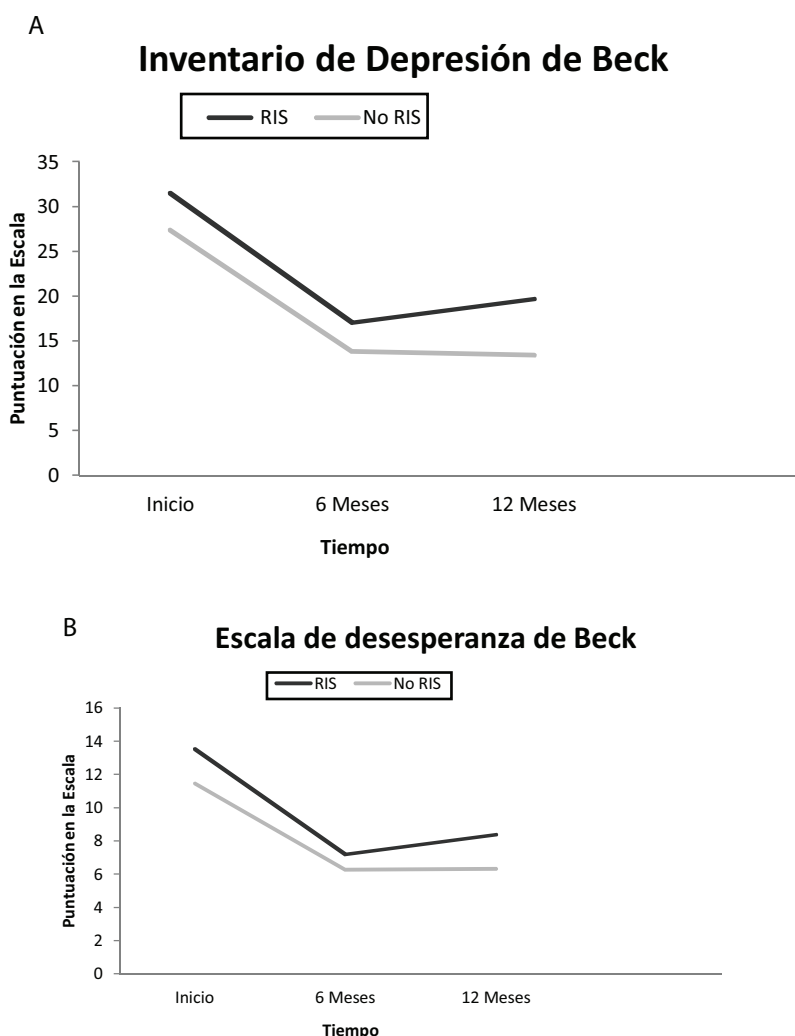 A
Inventario de Depresión de Beck
RIS No RIS
Puntuación en la Escala
35
30
25
20
15
10
5
0
Inicio 6 Meses 12 Meses
Tiempo
B
Escala de desesperanza de Beck
RIS No RIS
Puntuación en la Escala
16
14
12
10
8
6
4
2
0
Inicio 6 Meses 12 Meses
Tiempo